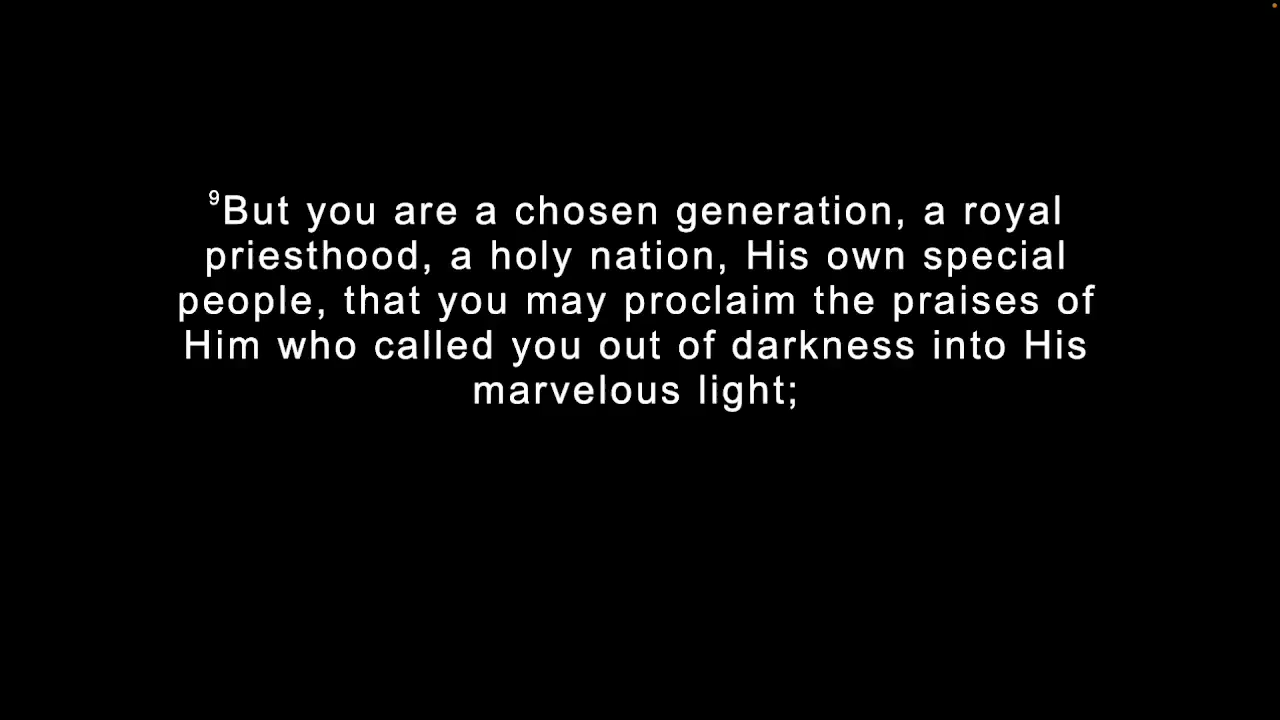 ⁹But you are a chosen generation, a royal
priesthood, a holy nation, His own special
people, that you may proclaim the praises of
Him who called you out of darkness into His
marvelous light;